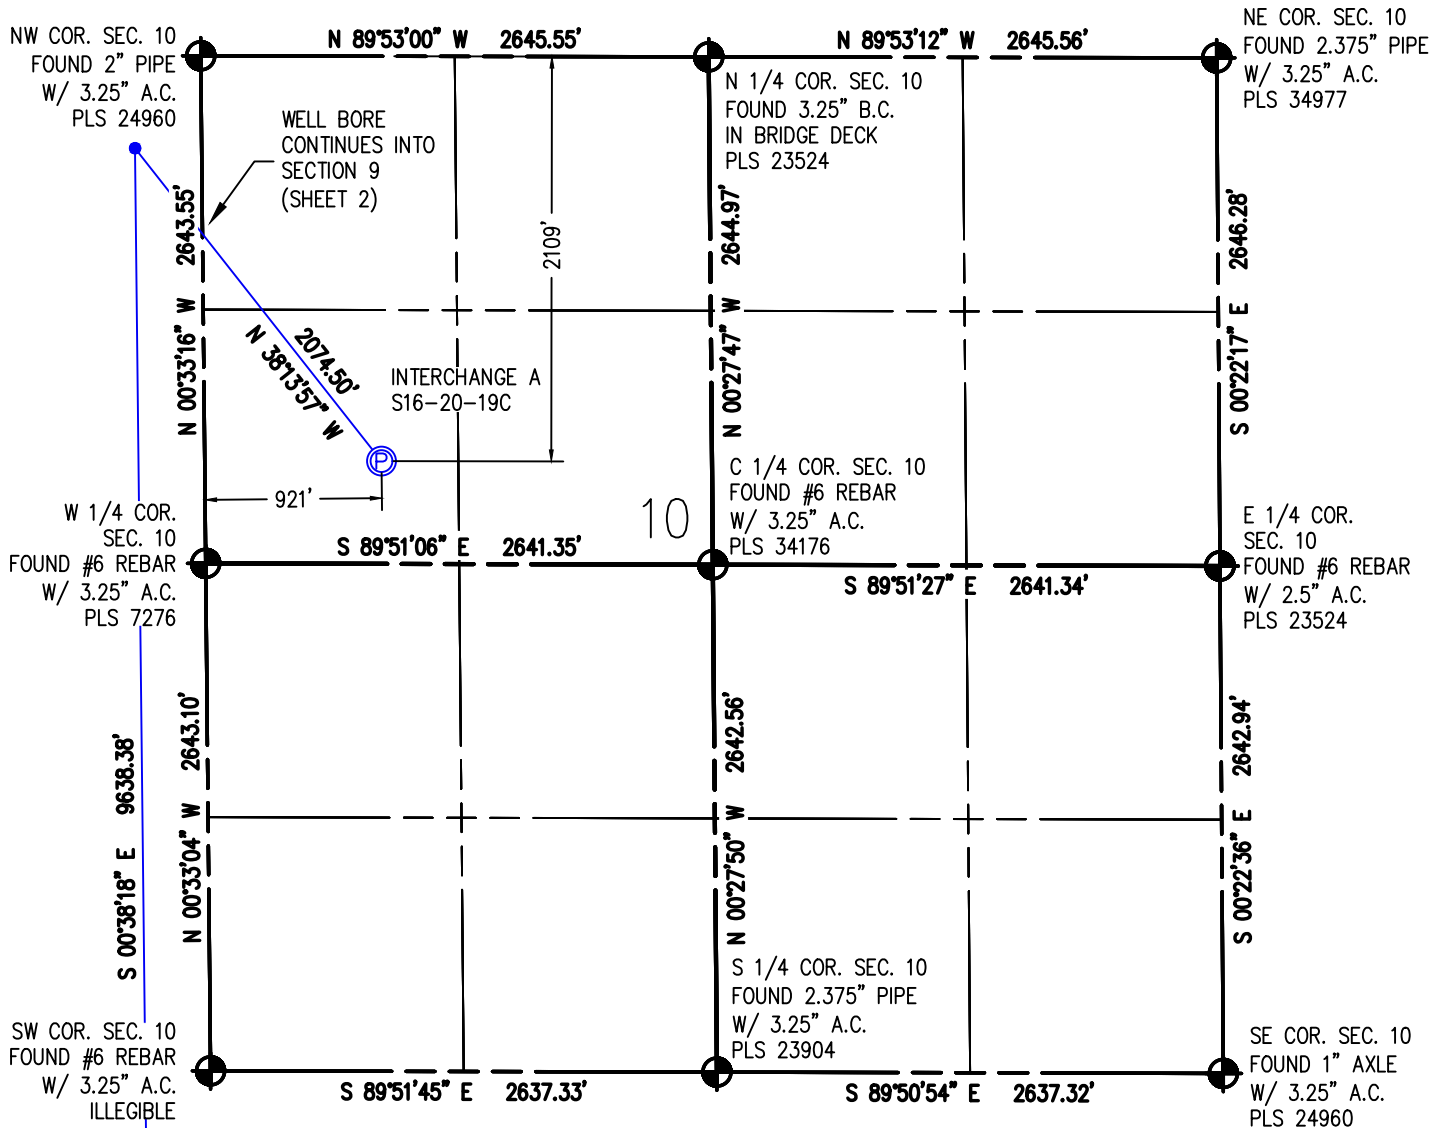 NW COR. SEC. 10
FOUND 2" PIPE
W/ 3.25" A.C.
PLS 24960
N 89°53'00" W 2645.55'
N 89°53'12" W 2645.56'
NE COR. SEC. 10
FOUND 2.375" PIPE
W/ 3.25" A.C.
PLS 34977
N 1/4 COR. SEC. 10
FOUND 3.25" B.C.
IN BRIDGE DECK
PLS 23524
WELL BORE
CONTINUES INTO
SECTION 9
(SHEET 2)
N 00°33'16" W 2643.55'
2109'
N 00°27'47" W 2644.97'
S 00°22'17" E 2646.28'
2074.50'
N 38°13'57" W
INTERCHANGE A
S16-20-19C
P
921'
10
C 1/4 COR. SEC. 10
FOUND #6 REBAR
W/ 3.25" A.C.
PLS 34176
W 1/4 COR.
SEC. 10
FOUND #6 REBAR
W/ 3.25" A.C.
PLS 7276
S 89°51'06" E 2641.35'
S 89°51'27" E 2641.34'
E 1/4 COR.
SEC. 10
FOUND #6 REBAR
W/ 2.5" A.C.
PLS 23524
S 00°38'18" E 9638.38'
N 00°33'04" W 2643.10'
N 00°27'50" W 2642.56'
S 00°22'36" E 2642.94'
S 1/4 COR. SEC. 10
FOUND 2.375" PIPE
W/ 3.25" A.C.
PLS 23904
SW COR. SEC. 10
FOUND #6 REBAR
W/ 3.25" A.C.
ILLEGIBLE
S 89°51'45" E 2637.33'
S 89°50'54" E 2637.32'
SE COR. SEC. 10
FOUND 1" AXLE
W/ 3.25" A.C.
PLS 24960